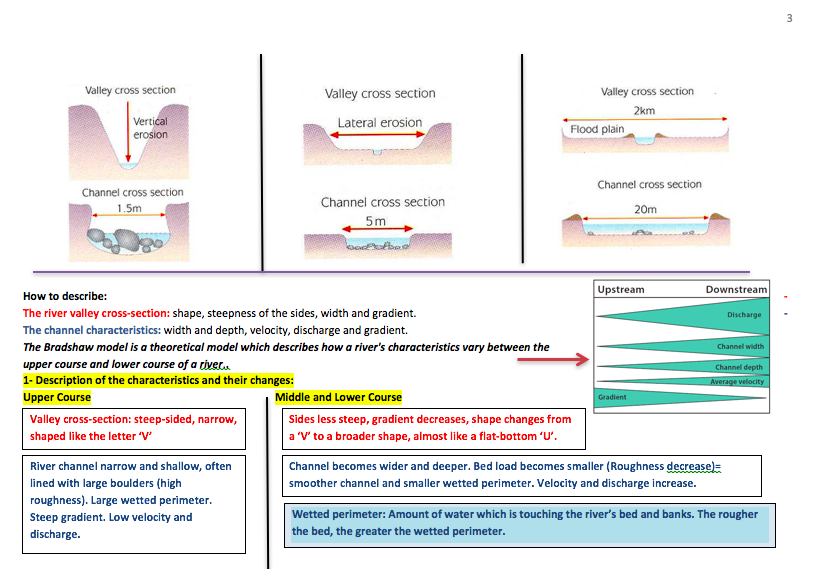 3
Valley cross section
Vertical
erosion
Channel cross section
1.5m
Valley cross section
Lateral erosion
Channel cross section
5m
Valley cross section
2km
Flood plain
Channel cross section
20m
How to describe:
The river valley cross-section: shape, steepness of the sides, width and gradient.
The channel characteristics: width and depth, velocity, discharge and gradient.
The Bradshaw model is a theoretical model which describes how a river's characteristics vary between the
upper course and lower course of a river..
Upstream Downstream
Discharge
Channel width
Channel depth
Average velocity
Gradient
1- Description of the characteristics and their changes:
Upper Course
Valley cross-section: steep-sided, narrow,
shaped like the letter ‘V’
River channel narrow and shallow, often
lined with large boulders (high
roughness). Large wetted perimeter.
Steep gradient. Low velocity and
discharge.
Middle and Lower Course
Sides less steep, gradient decreases, shape changes from
a ‘V’ to a broader shape, almost like a flat-bottom ‘U’.
Channel becomes wider and deeper. Bed load becomes smaller (Roughness decrease)=
smoother channel and smaller wetted perimeter. Velocity and discharge increase.
Wetted perimeter: Amount of water which is touching the river’s bed and banks. The rougher
the bed, the greater the wetted perimeter.
-
-